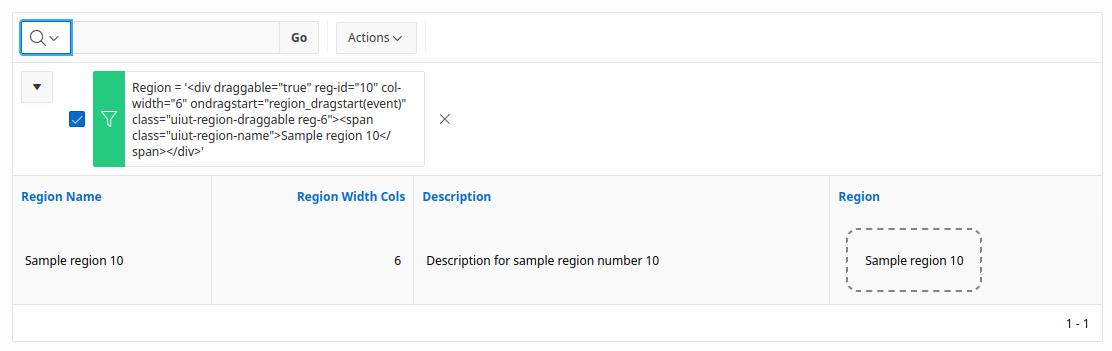 Go
Actions
Region = '<div draggable="true" reg-id="10" col-
width="6" ondragstart="region_dragstart(event)"
class="uiut-region-draggable reg-6"><span
class="uiut-region-name">Sample region 10</
span></div>'
Region Name
Region Width Cols
Description
Region
Sample region 10
6
Description for sample region number 10
Sample region 10
1 - 1